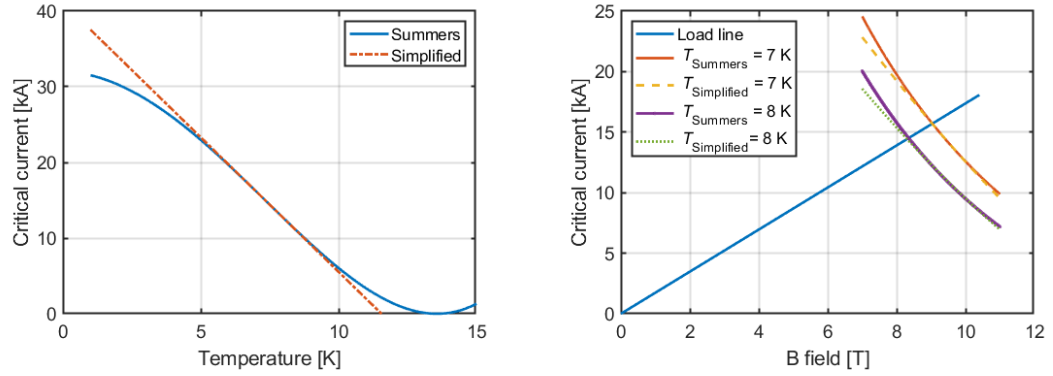 40
30
20
10
0
0
5
10
15
Critical current [kA]
Temperature [K]
Summers
Simplified
25
20
15
10
5
0
0
2
4
6
8
10
12
Critical current [kA]
B field [T]
Load line
T_Summers = 7 K
T_Simplified = 7 K
T_Summers = 8 K
T_Simplified = 8 K